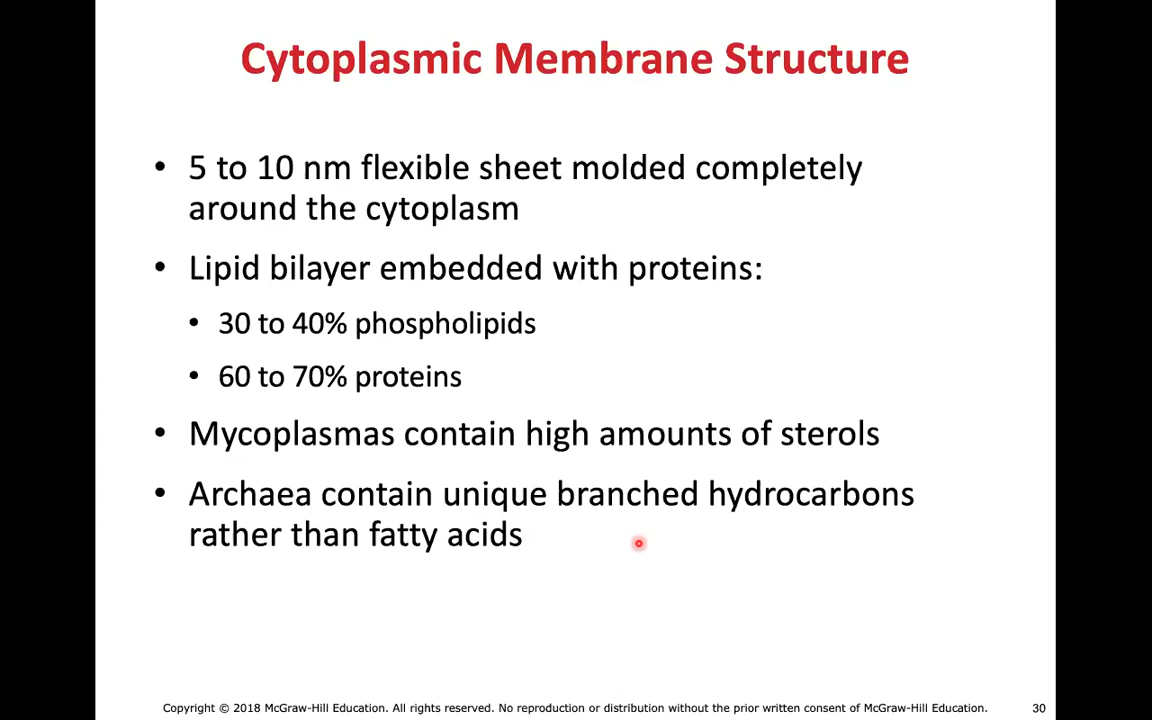 Cytoplasmic Membrane Structure
• 5 to 10 nm flexible sheet molded completely
around the cytoplasm
• Lipid bilayer embedded with proteins:
• 30 to 40% phospholipids
• 60 to 70% proteins
• Mycoplasmas contain high amounts of sterols
• Archaea contain unique branched hydrocarbons
rather than fatty acids
Copyright © 2018 McGraw-Hill Education. All rights reserved. No reproduction or distribution without the prior written consent of McGraw-Hill Education. 30